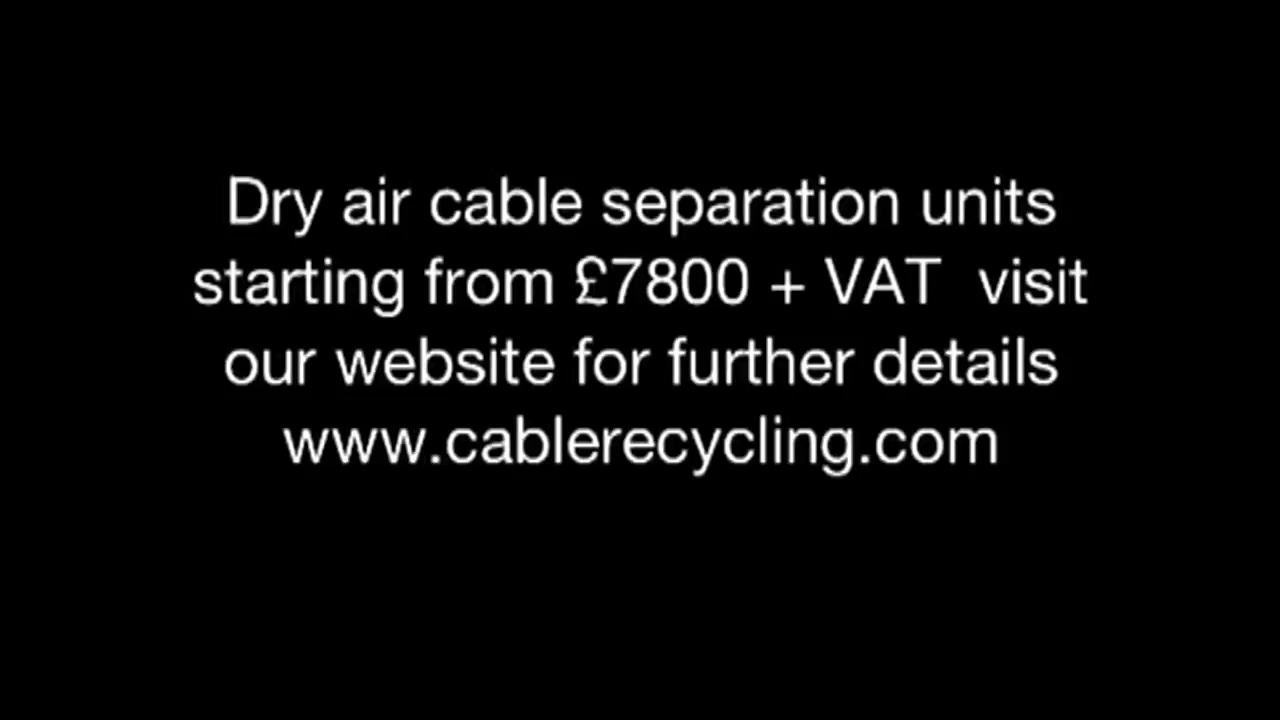 Dry air cable separation units
starting from £7800 + VAT  visit
our website for further details
www.cablerecycling.com